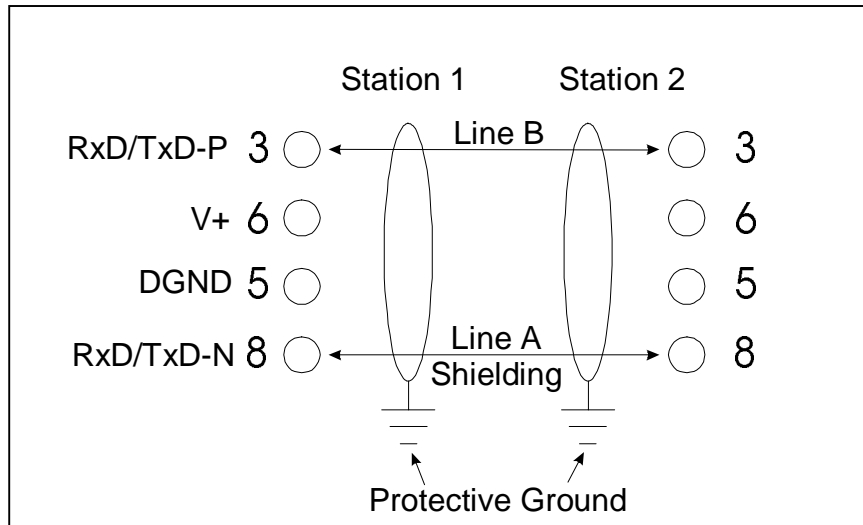 Station 1 Station 2
RxD/TxD-P 3 Line B 3
V+ 6 6
DGND 5 5
RxD/TxD-N 8 Line A 8
Shielding
Protective Ground